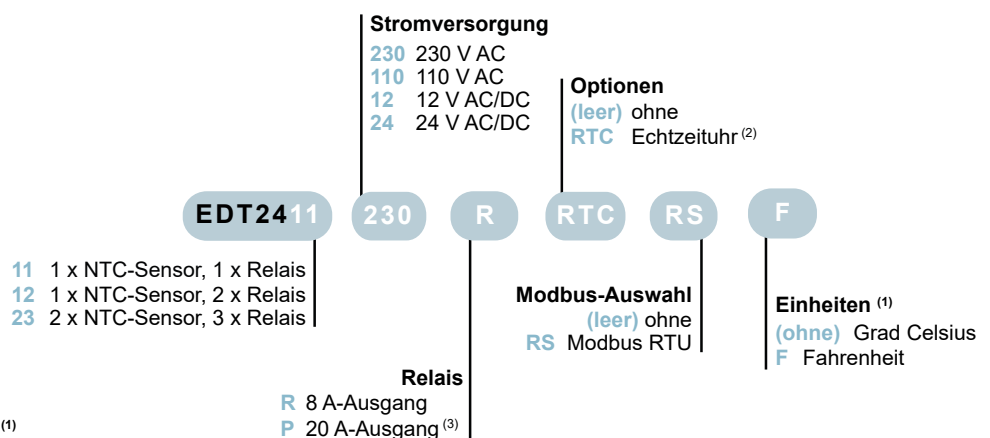 Stromversorgung
230 230 V AC
110 110 V AC
12 12 V AC/DC
24 24 V AC/DC
Optionen
(leer) ohne
RTC Echtzeituhr (2)
EDT2411 230 R RTC RS F
11 1 x NTC-Sensor, 1 x Relais
12 1 x NTC-Sensor, 2 x Relais
23 2 x NTC-Sensor, 3 x Relais
Modbus-Auswahl
(leer) ohne
RS Modbus RTU
Einheiten (1)
(ohne) Grad Celsius
F Fahrenheit
Relais
R 8 A-Ausgang
P 20 A-Ausgang (3)
(1)